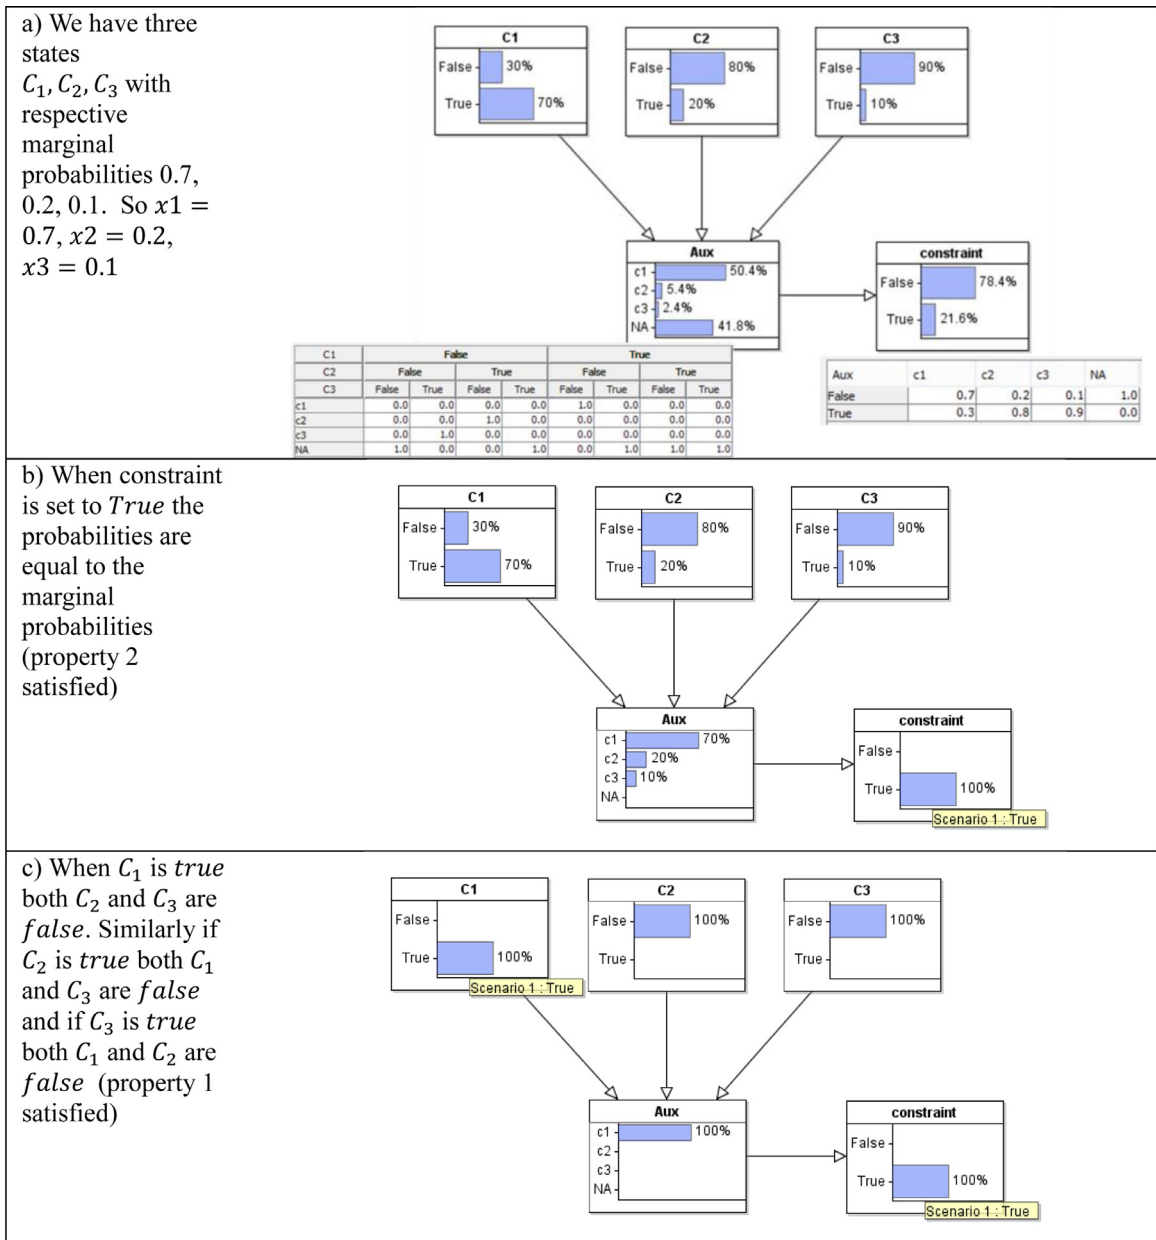 a) We have three
states
C₁, C₂, C₃ with
respective
marginal
probabilities 0.7,
0.2, 0.1. So x1 =
0.7, x2 = 0.2,
x3 = 0.1
C1
False 30%
True 70%
C2
False 80%
True 20%
C3
False 90%
True 10%
Aux
c1 50.4%
c2 5.4%
c3 2.4%
NA 41.8%
constraint
False 78.4%
True 21.6%
C1 False True
C2 False True False True
C3 False True False True False True False True
c1 0.0 0.0 0.0 0.0 1.0 0.0 0.0 0.0
c2 0.0 0.0 1.0 0.0 0.0 0.0 0.0 0.0
c3 0.0 1.0 0.0 0.0 0.0 0.0 0.0 0.0
NA 1.0 0.0 0.0 1.0 0.0 1.0 1.0 1.0
Aux c1 c2 c3 NA
False 0.7 0.2 0.1 1.0
True 0.3 0.8 0.9 0.0
b) When constraint
is set to True the
probabilities are
equal to the
marginal
probabilities
(property 2
satisfied)
C1
False 30%
True 70%
C2
False 80%
True 20%
C3
False 90%
True 10%
Aux
c1 70%
c2 20%
c3 10%
NA
constraint
False
True 100%
Scenario 1 : True
c) When C₁ is true
both C₂ and C₃ are
false. Similarly if
C₂ is true both C₁
and C₃ are false
and if C₃ is true
both C₁ and C₂ are
false (property 1
satisfied)
C1
False
True 100%
Scenario 1 : True
C2
False 100%
True
C3
False 100%
True
Aux
c1 100%
c2
c3
NA
constraint
False
True 100%
Scenario 1 : True